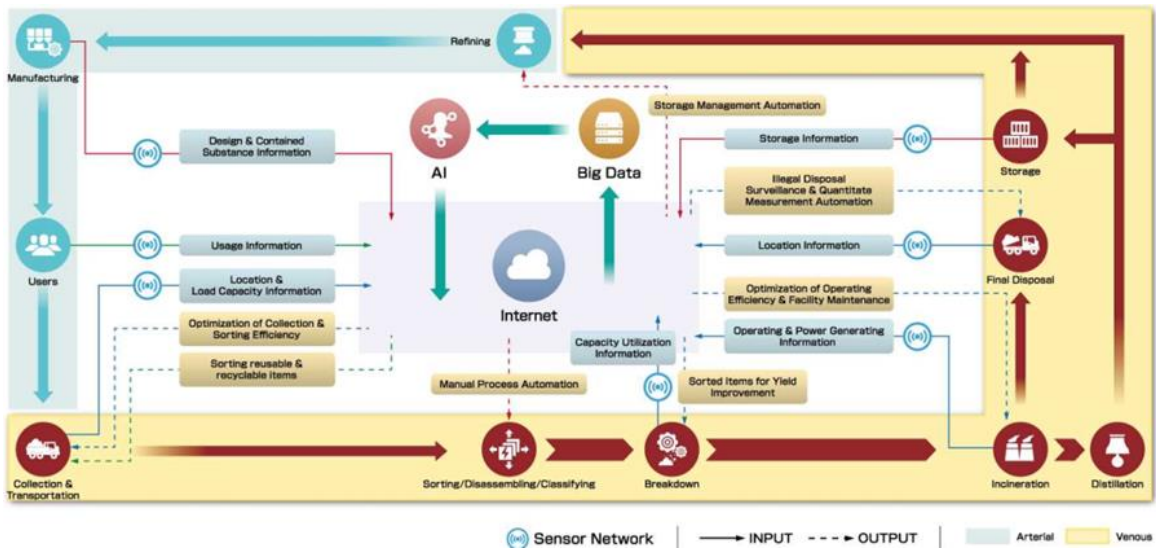 Refining
Manufacturing
Storage Management Automation
Design & Contained
Substance Information
AI
Big Data
Storage Information
Storage
Illegal Disposal
Surveillance & Quantitate
Measurement Automation
Users
Usage Information
Location Information
Final Disposal
Location &
Load Capacity Information
Internet
Optimization of Operating
Efficiency & Facility Maintenance
Optimization of Collection &
Sorting Efficiency
Capacity Utilization
Information
Operating & Power Generating
Information
Sorting reusable &
recyclable items
Manual Process Automation
Sorted Items for Yield
Improvement
Collection &
Transportation
Sorting/Disassembling/Classifying
Breakdown
Incineration
Distillation
Sensor Network
INPUT
OUTPUT
Arterial
Venous